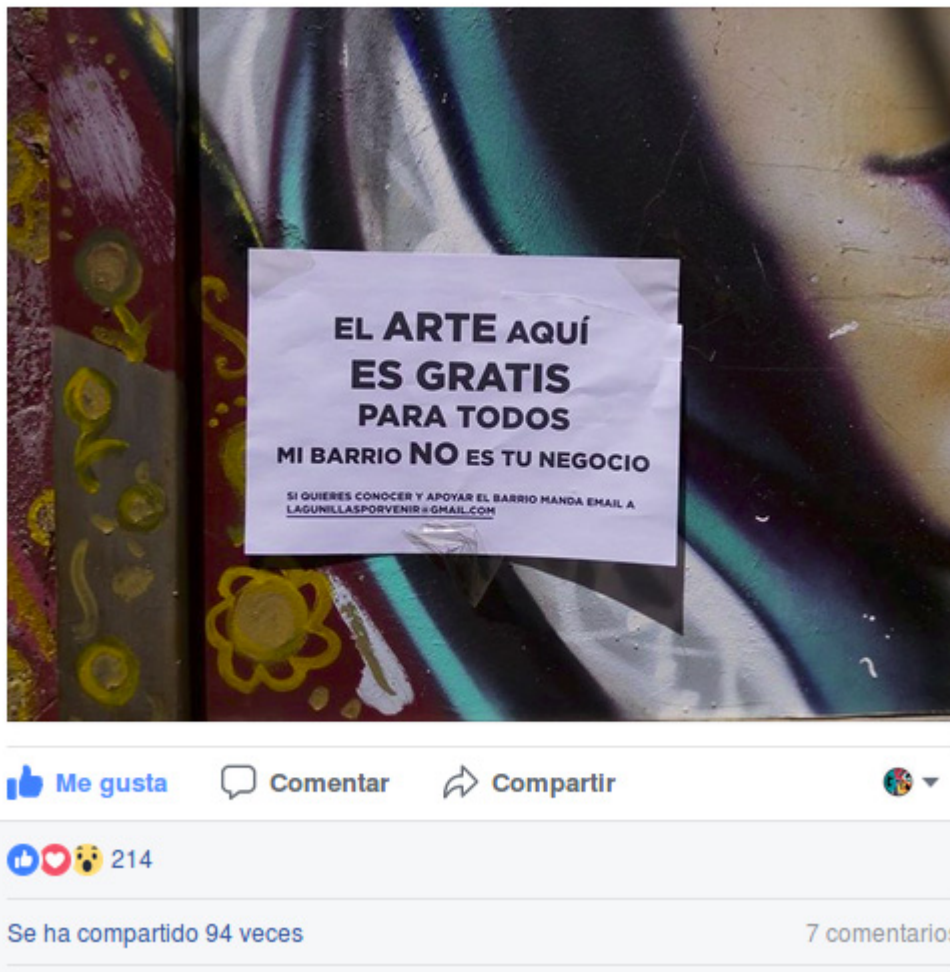 EL ARTE AQUÍ
ES GRATIS
PARA TODOS
MI BARRIO NO ES TU NEGOCIO
SI QUIERES CONOCER Y APOYAR EL BARRIO MANDA EMAIL A
LAGUNILLASPORVENIR@GMAIL.COM
Me gusta Comentar Compartir
214
Se ha compartido 94 veces 7 comentarios